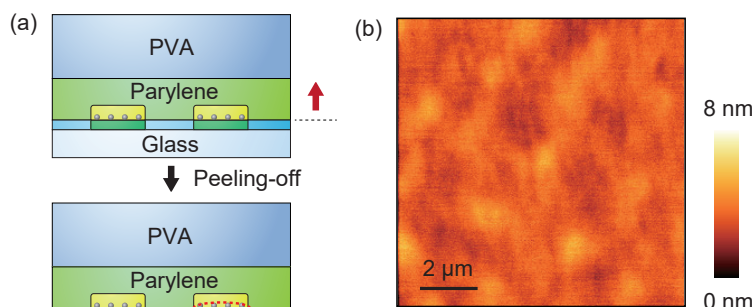 (a)
PVA
Parylene
Glass
Peeling-off
PVA
Parylene
(b)
2 μm
8 nm
0 nm